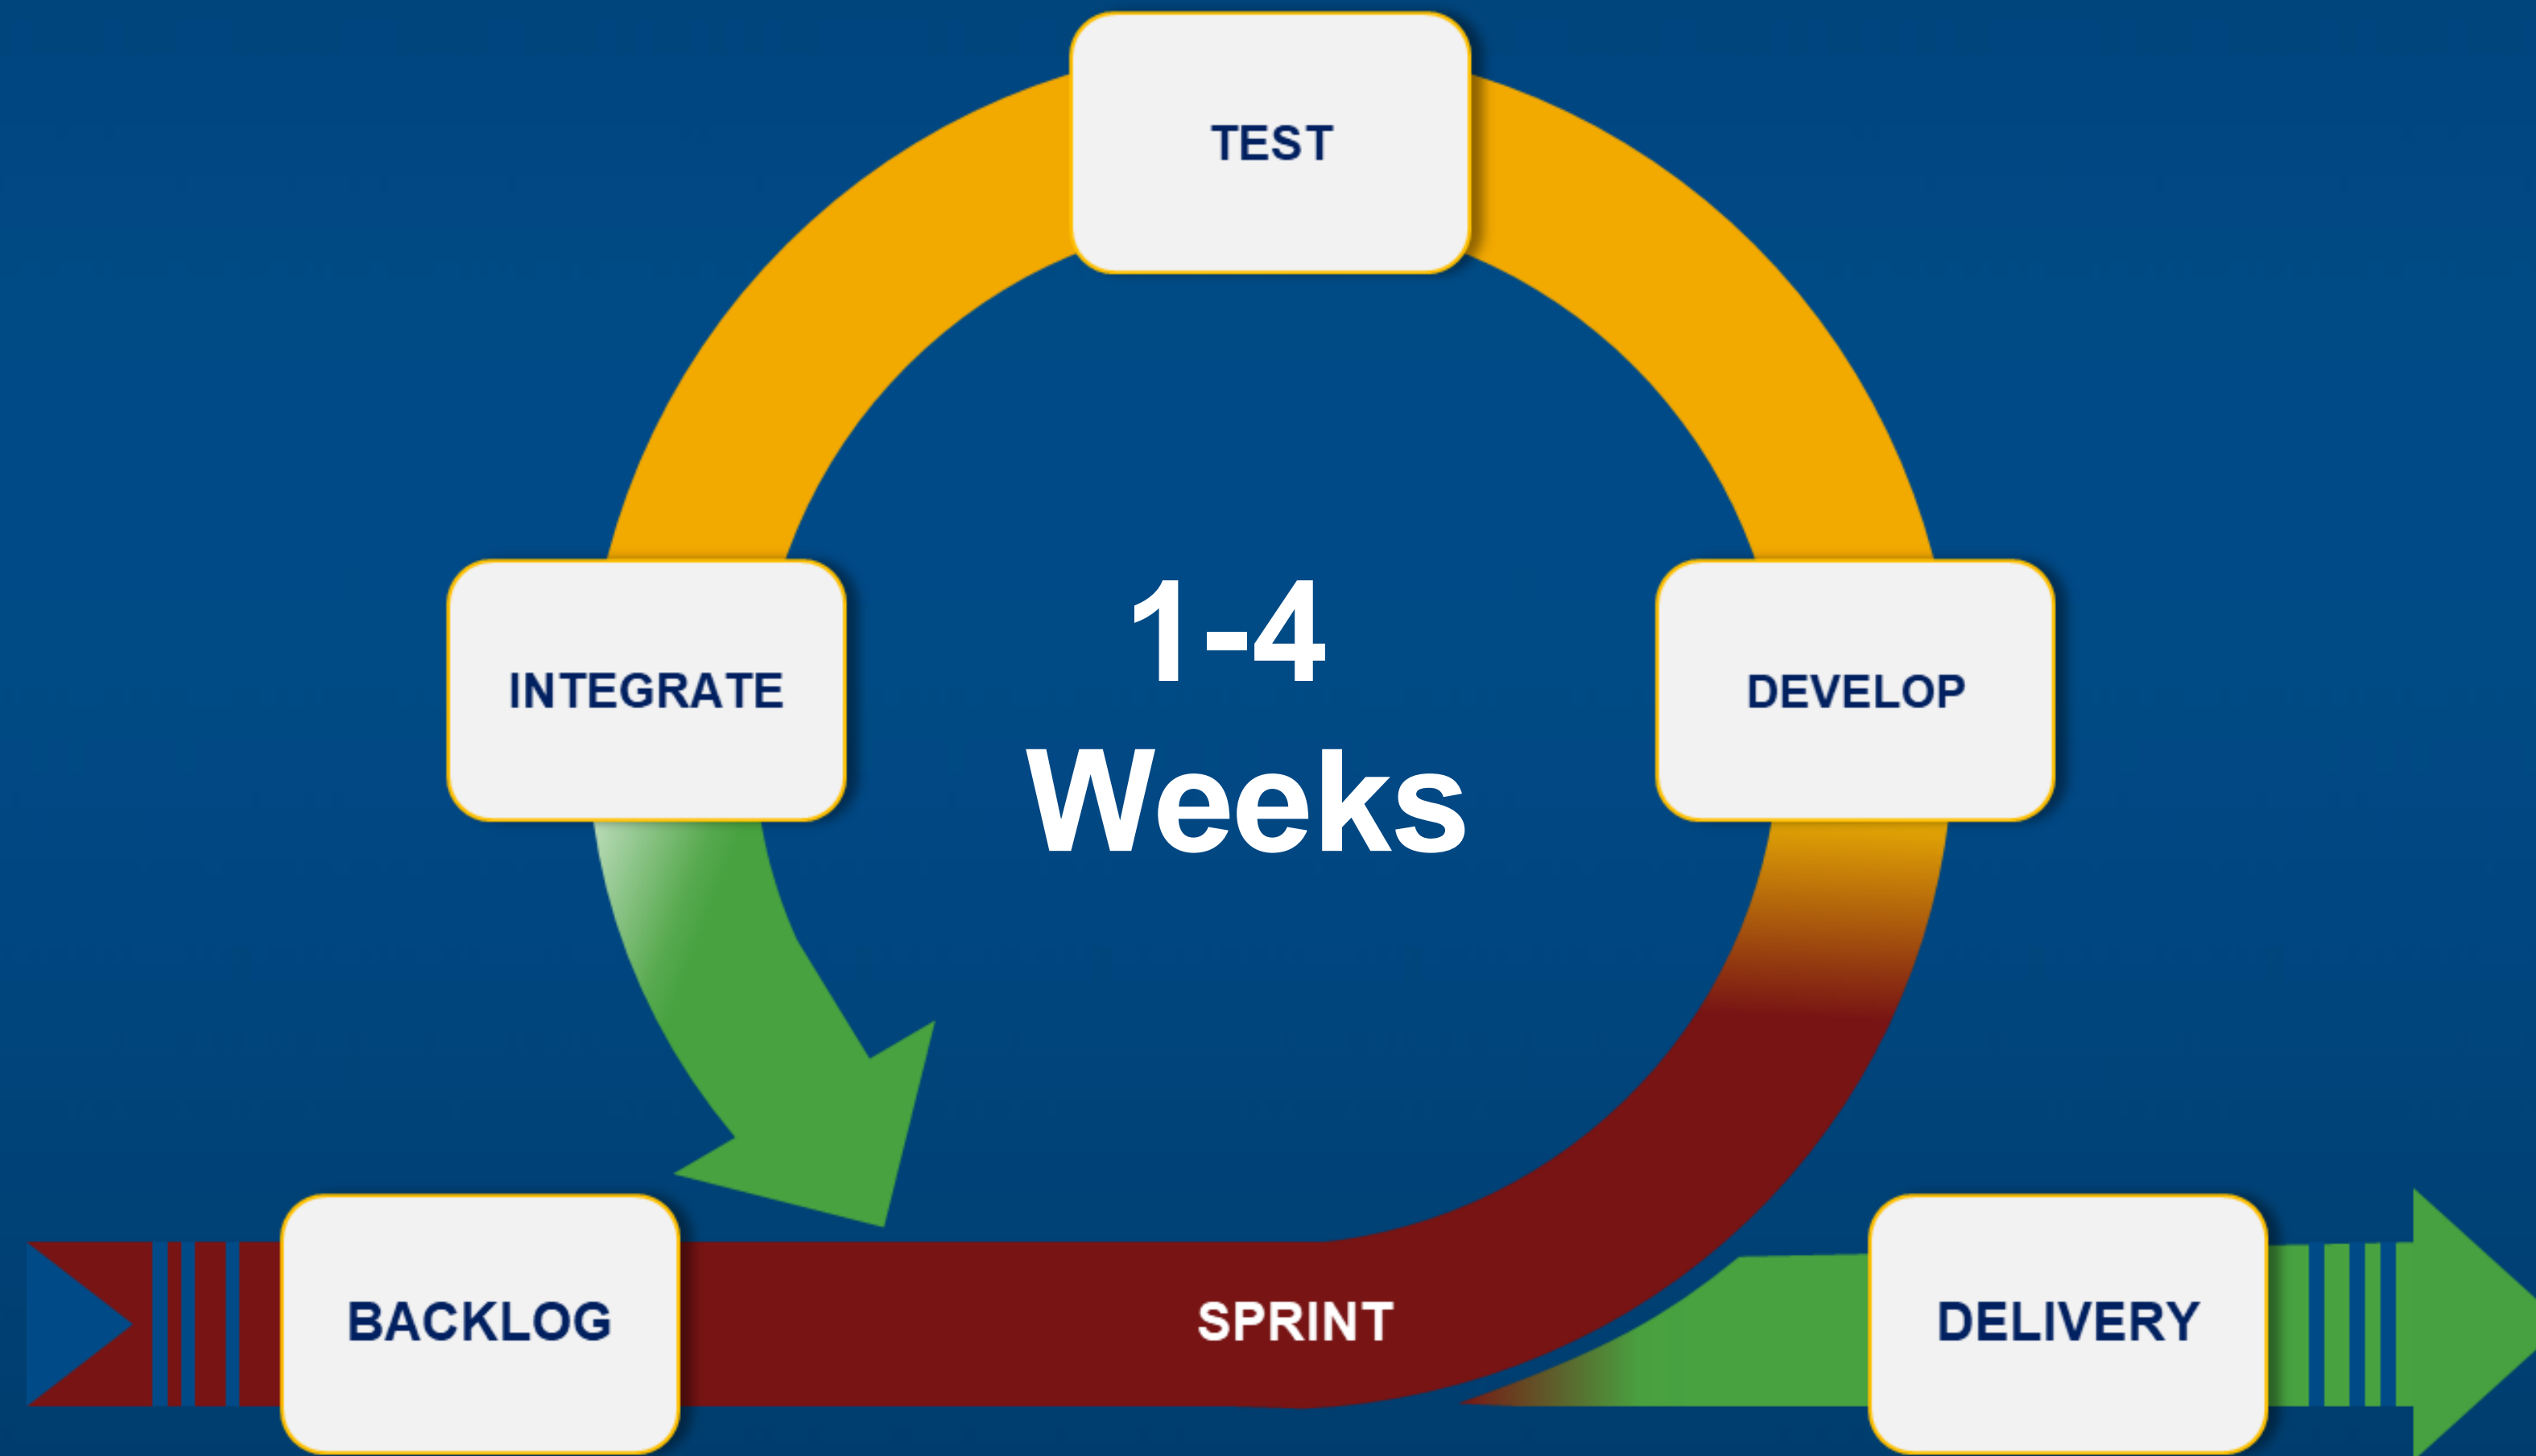 TEST
INTEGRATE
1-4
Weeks
DEVELOP
BACKLOG
SPRINT
DELIVERY